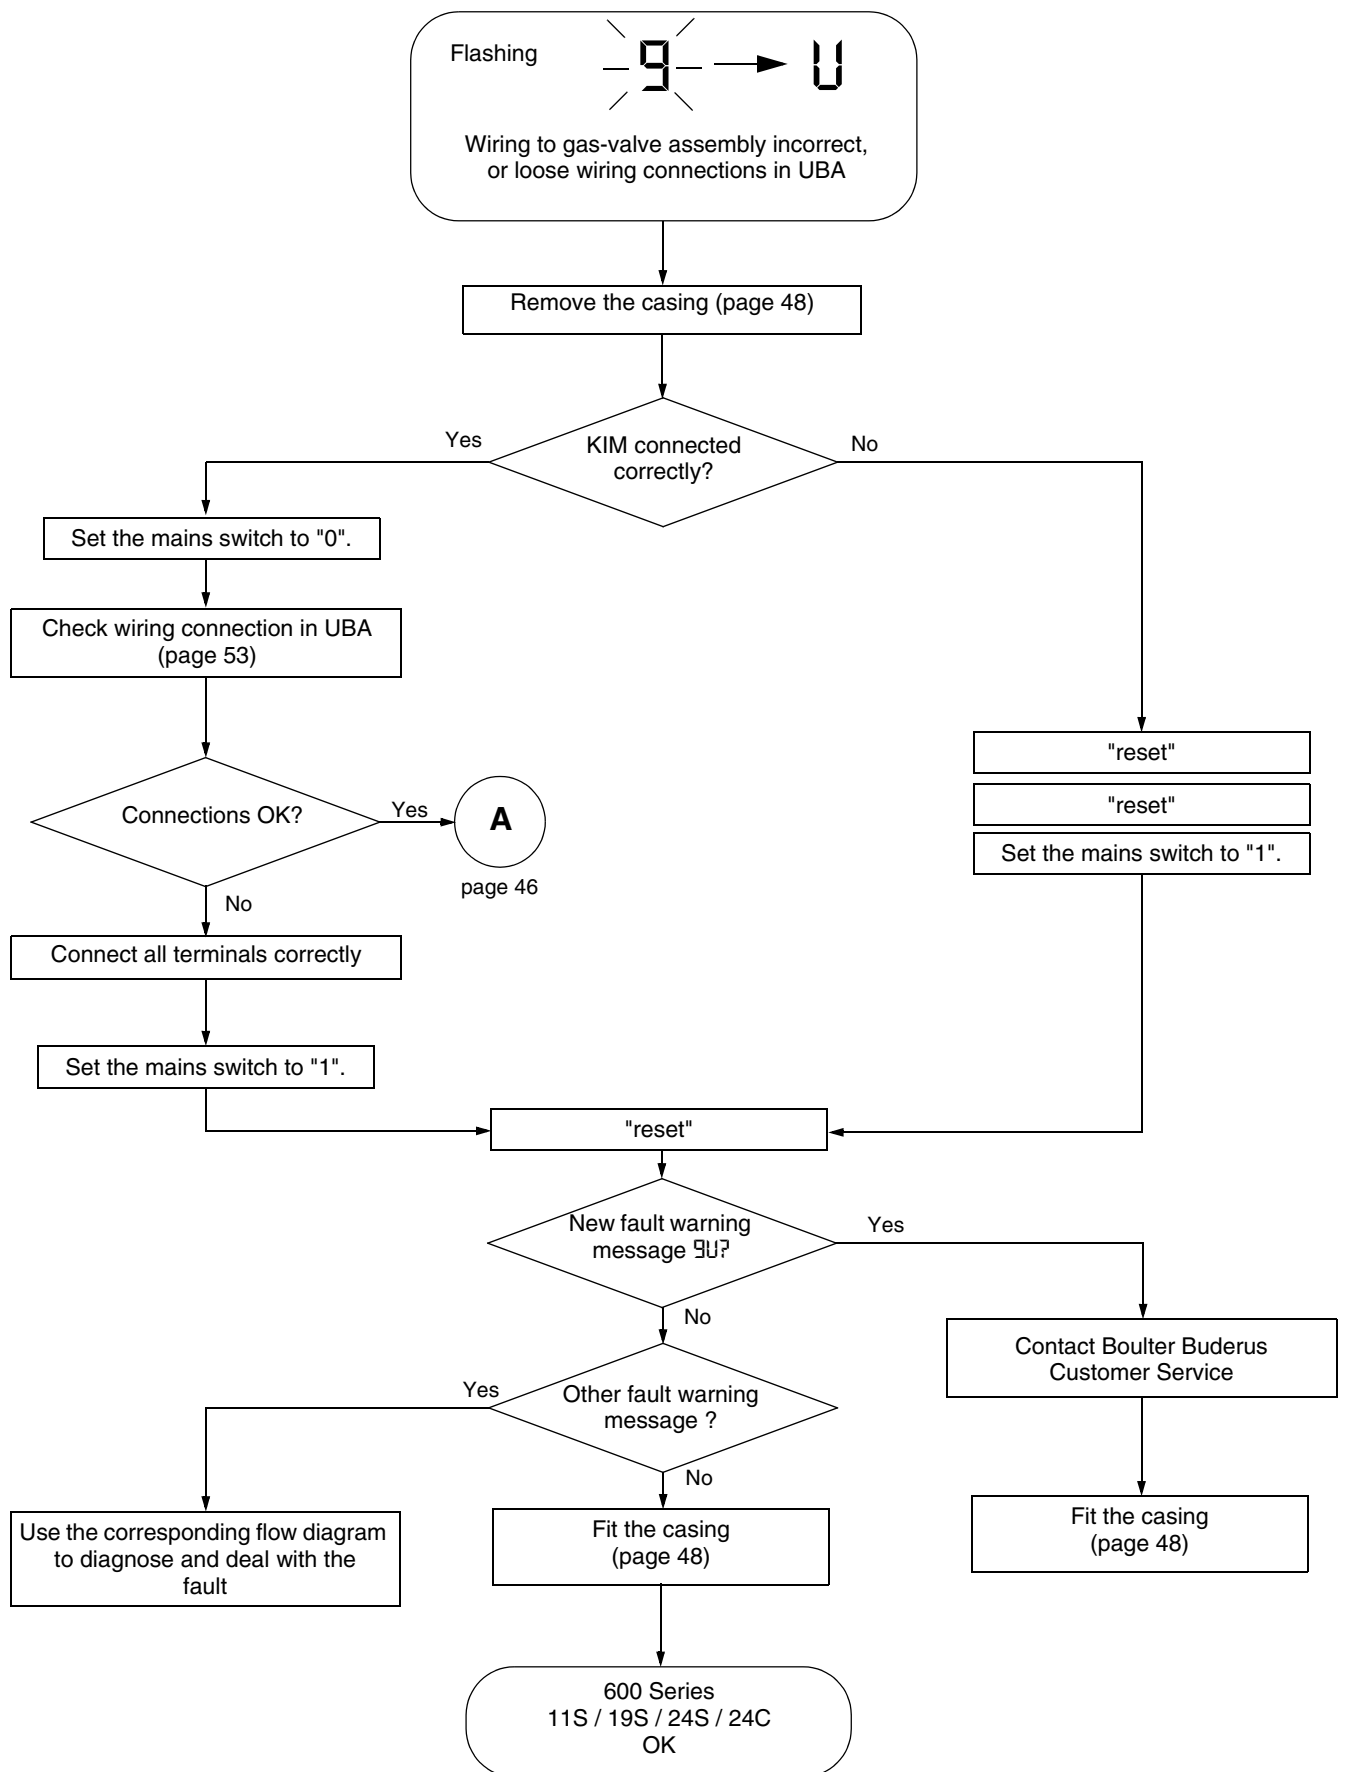 Flashing
9 U
Wiring to gas-valve assembly incorrect,
or loose wiring connections in UBA
Remove the casing (page 48)
KIM connected
correctly?
Yes
No
Set the mains switch to "0".
Check wiring connection in UBA
(page 53)
Connections OK?
Yes
A
page 46
No
Connect all terminals correctly
Set the mains switch to "1".
"reset"
"reset"
Set the mains switch to "1".
"reset"
New fault warning
message 9U?
Yes
No
Contact Boulter Buderus
Customer Service
Fit the casing
(page 48)
Other fault warning
message ?
Yes
No
Use the corresponding flow diagram
to diagnose and deal with the
fault
Fit the casing
(page 48)
600 Series
11S / 19S / 24S / 24C
OK